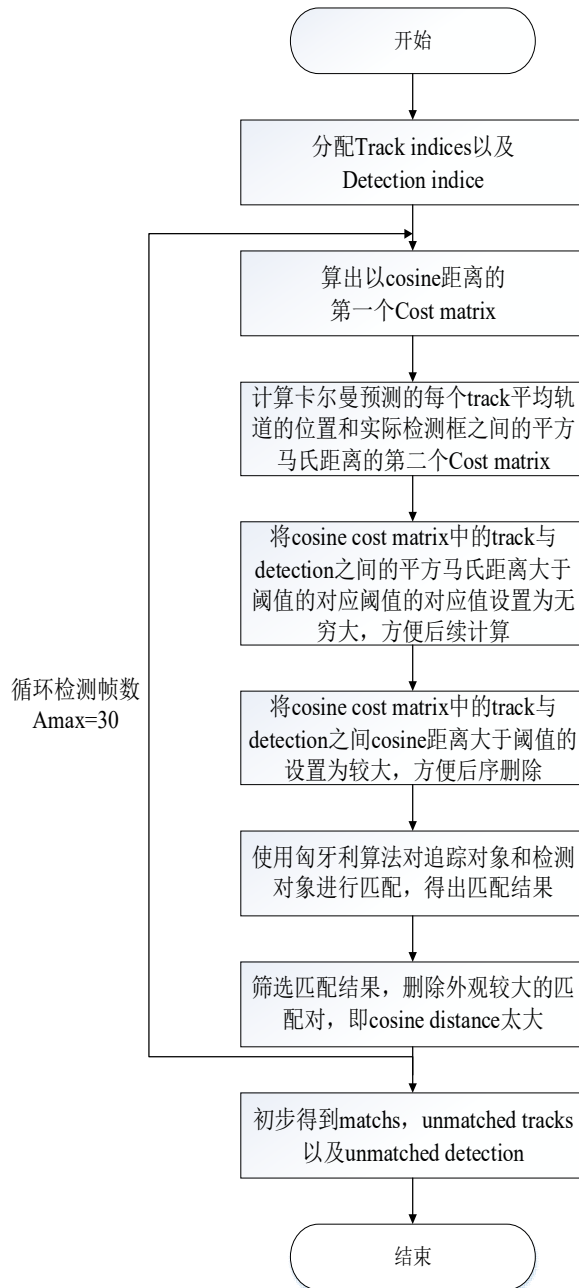 开始
分配Track indices以及
Detection indice
算出以cosine距离的
第一个Cost matrix
计算卡尔曼预测的每个track平均轨
道的位置和实际检测框之间的平方
马氏距离的第二个Cost matrix
将cosine cost matrix中的track与
detection之间的平方马氏距离大于
阈值的对应阈值的对应值设置为无
穷大，方便后续计算
循环检测帧数
Amax=30
将cosine cost matrix中的track与
detection之间cosine距离大于阈值的
设置为较大，方便后序删除
使用匈牙利算法对追踪对象和检测
对象进行匹配，得出匹配结果
筛选匹配结果，删除外观较大的匹
配对，即cosine distance太大
初步得到matchs，unmatched tracks
以及unmatched detection
结束